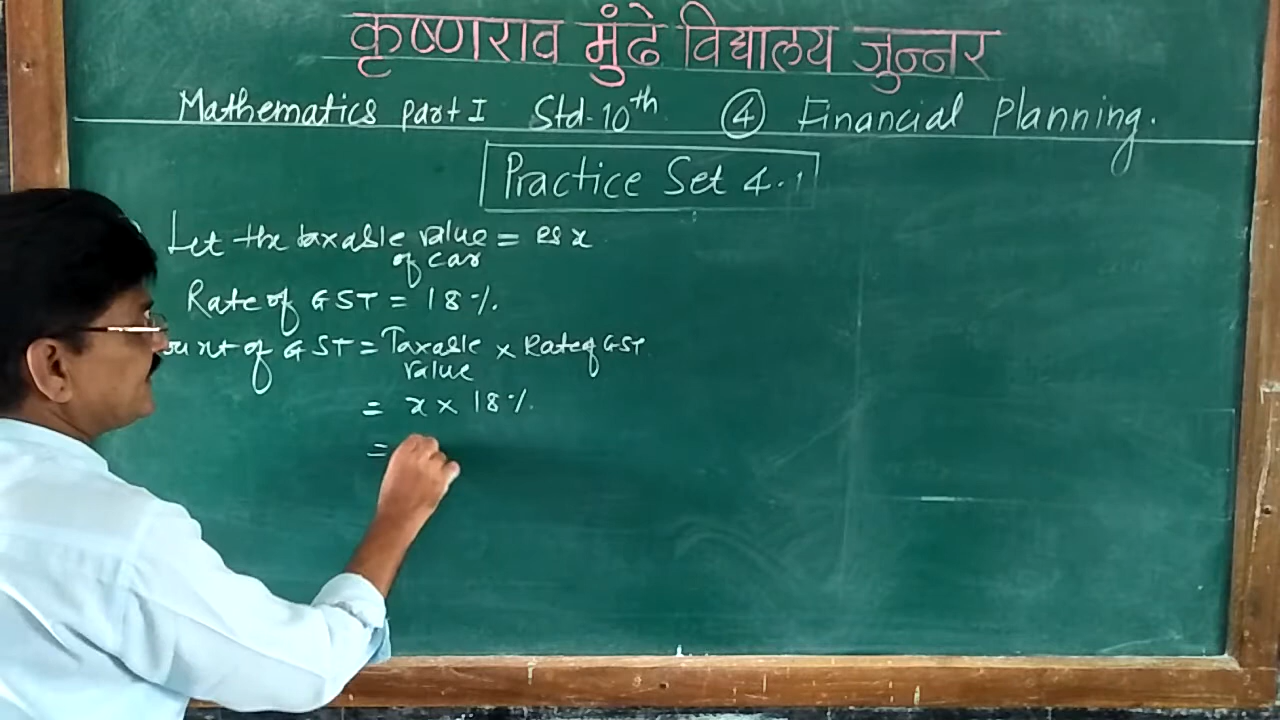 कृष्णराव मुंढे विद्यालय जुन्नर
Mathematics part I Std. 10th ④ Financial Planning.
Practice Set 4.1
Let the taxable value = Rs x
of car
Rate of GST = 18%.
of GST = Taxable value × Rate of GST
= x × 18%.
=